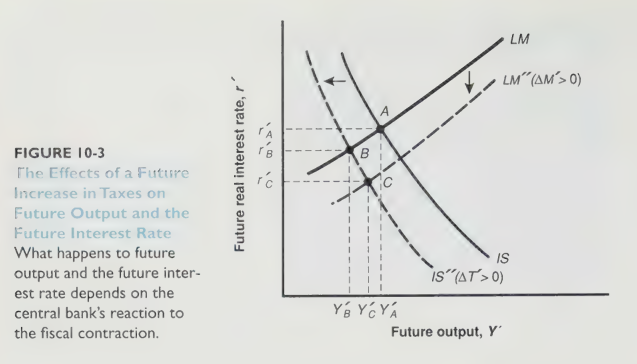 FIGURE 10-3
The Effects of a Future
Increase in Taxes on
Future Output and the
Future Interest Rate
What happens to future
output and the future inter-
est rate depends on the
central bank's reaction to
the fiscal contraction.
Future real interest rate, r′
r′A
r′B
r′C
A
B
C
LM
LM″(ΔM′> 0)
IS
IS″(ΔT′> 0)
Y′B Y′C Y′A
Future output, Y′